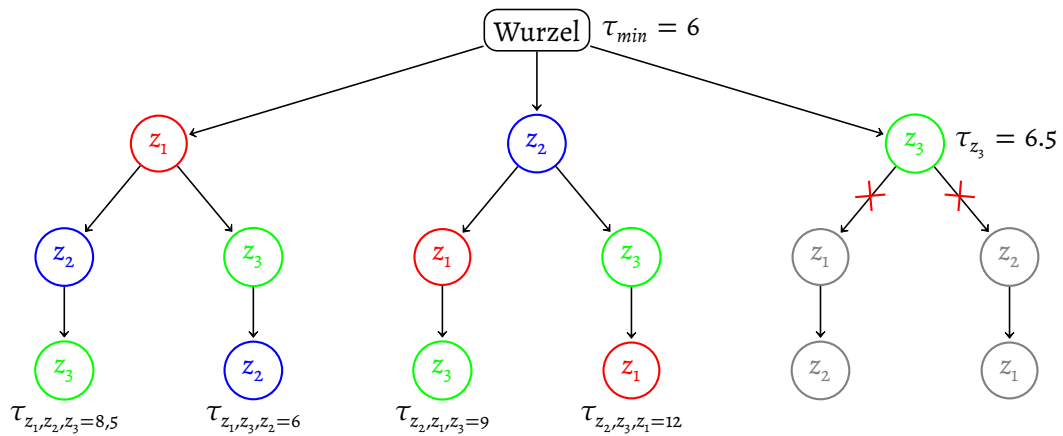 Wurzel τ_min = 6
z₁ z₂ z₃ τ_z₃ = 6.5
z₂ z₃ z₁ z₃ z₁ z₂
z₃ z₂ z₃ z₁ z₂ z₁
τ_z₁,z₂,z₃=8,5 τ_z₁,z₃,z₂=6 τ_z₂,z₁,z₃=9 τ_z₂,z₃,z₁=12